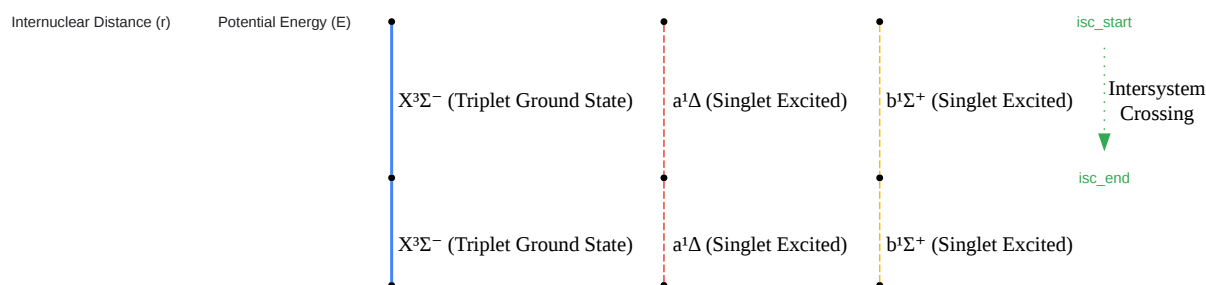 Internuclear Distance (r)
Potential Energy (E)
isc_start
X³Σ⁻ (Triplet Ground State)
a¹Δ (Singlet Excited)
b¹Σ⁺ (Singlet Excited)
Intersystem
Crossing
isc_end
X³Σ⁻ (Triplet Ground State)
a¹Δ (Singlet Excited)
b¹Σ⁺ (Singlet Excited)